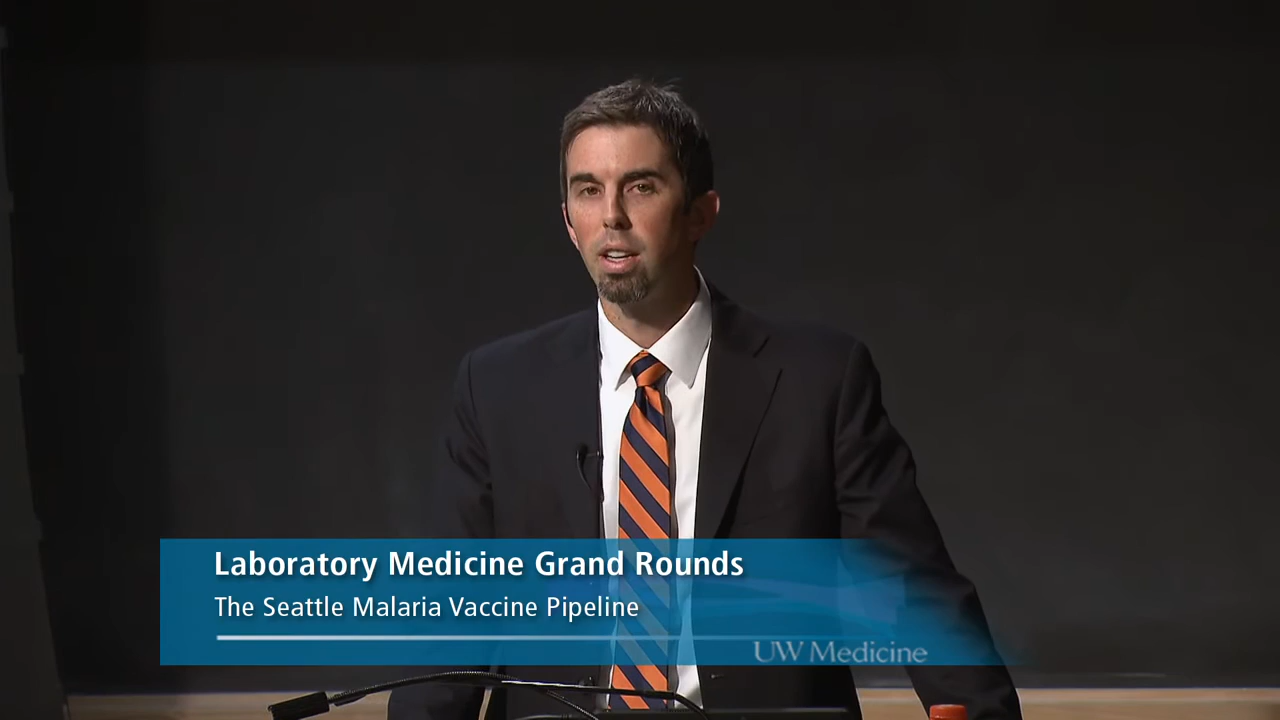 Laboratory Medicine Grand Rounds
The Seattle Malaria Vaccine Pipeline
UW Medicine